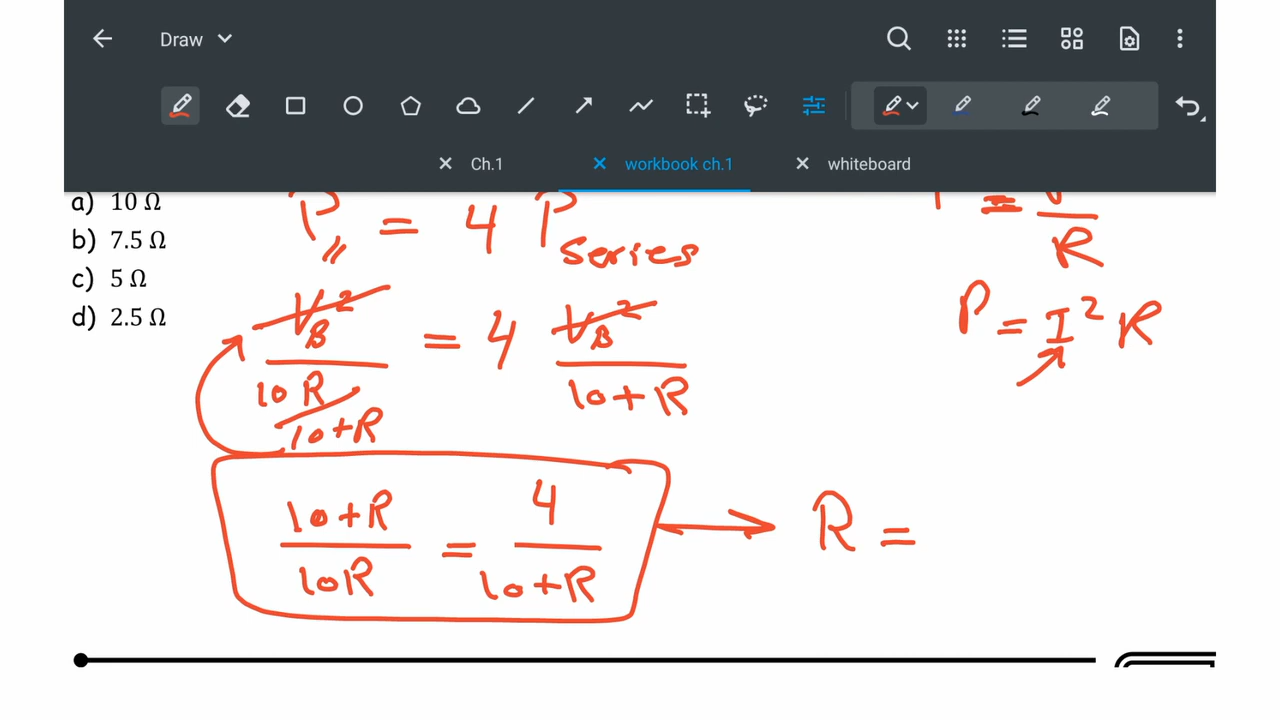 Draw
Ch.1
workbook ch.1
whiteboard
a) 10 Ω
b) 7.5 Ω
c) 5 Ω
d) 2.5 Ω
P// = 4 P series
V_B²/(10R/(10+R)) = 4 V_B²/(10+R)
(10+R)/(10R) = 4/(10+R) → R =
R
P = I² R